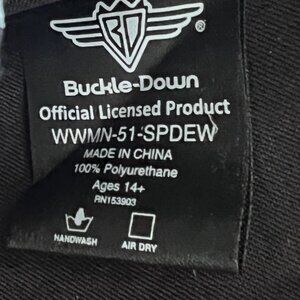 BD
®
Buckle-Down
Official Licensed Product
WWMN-51-SPDEW
MADE IN CHINA
100% Polyurethane
Ages 14+
RN153903
HANDWASH
AIR DRY